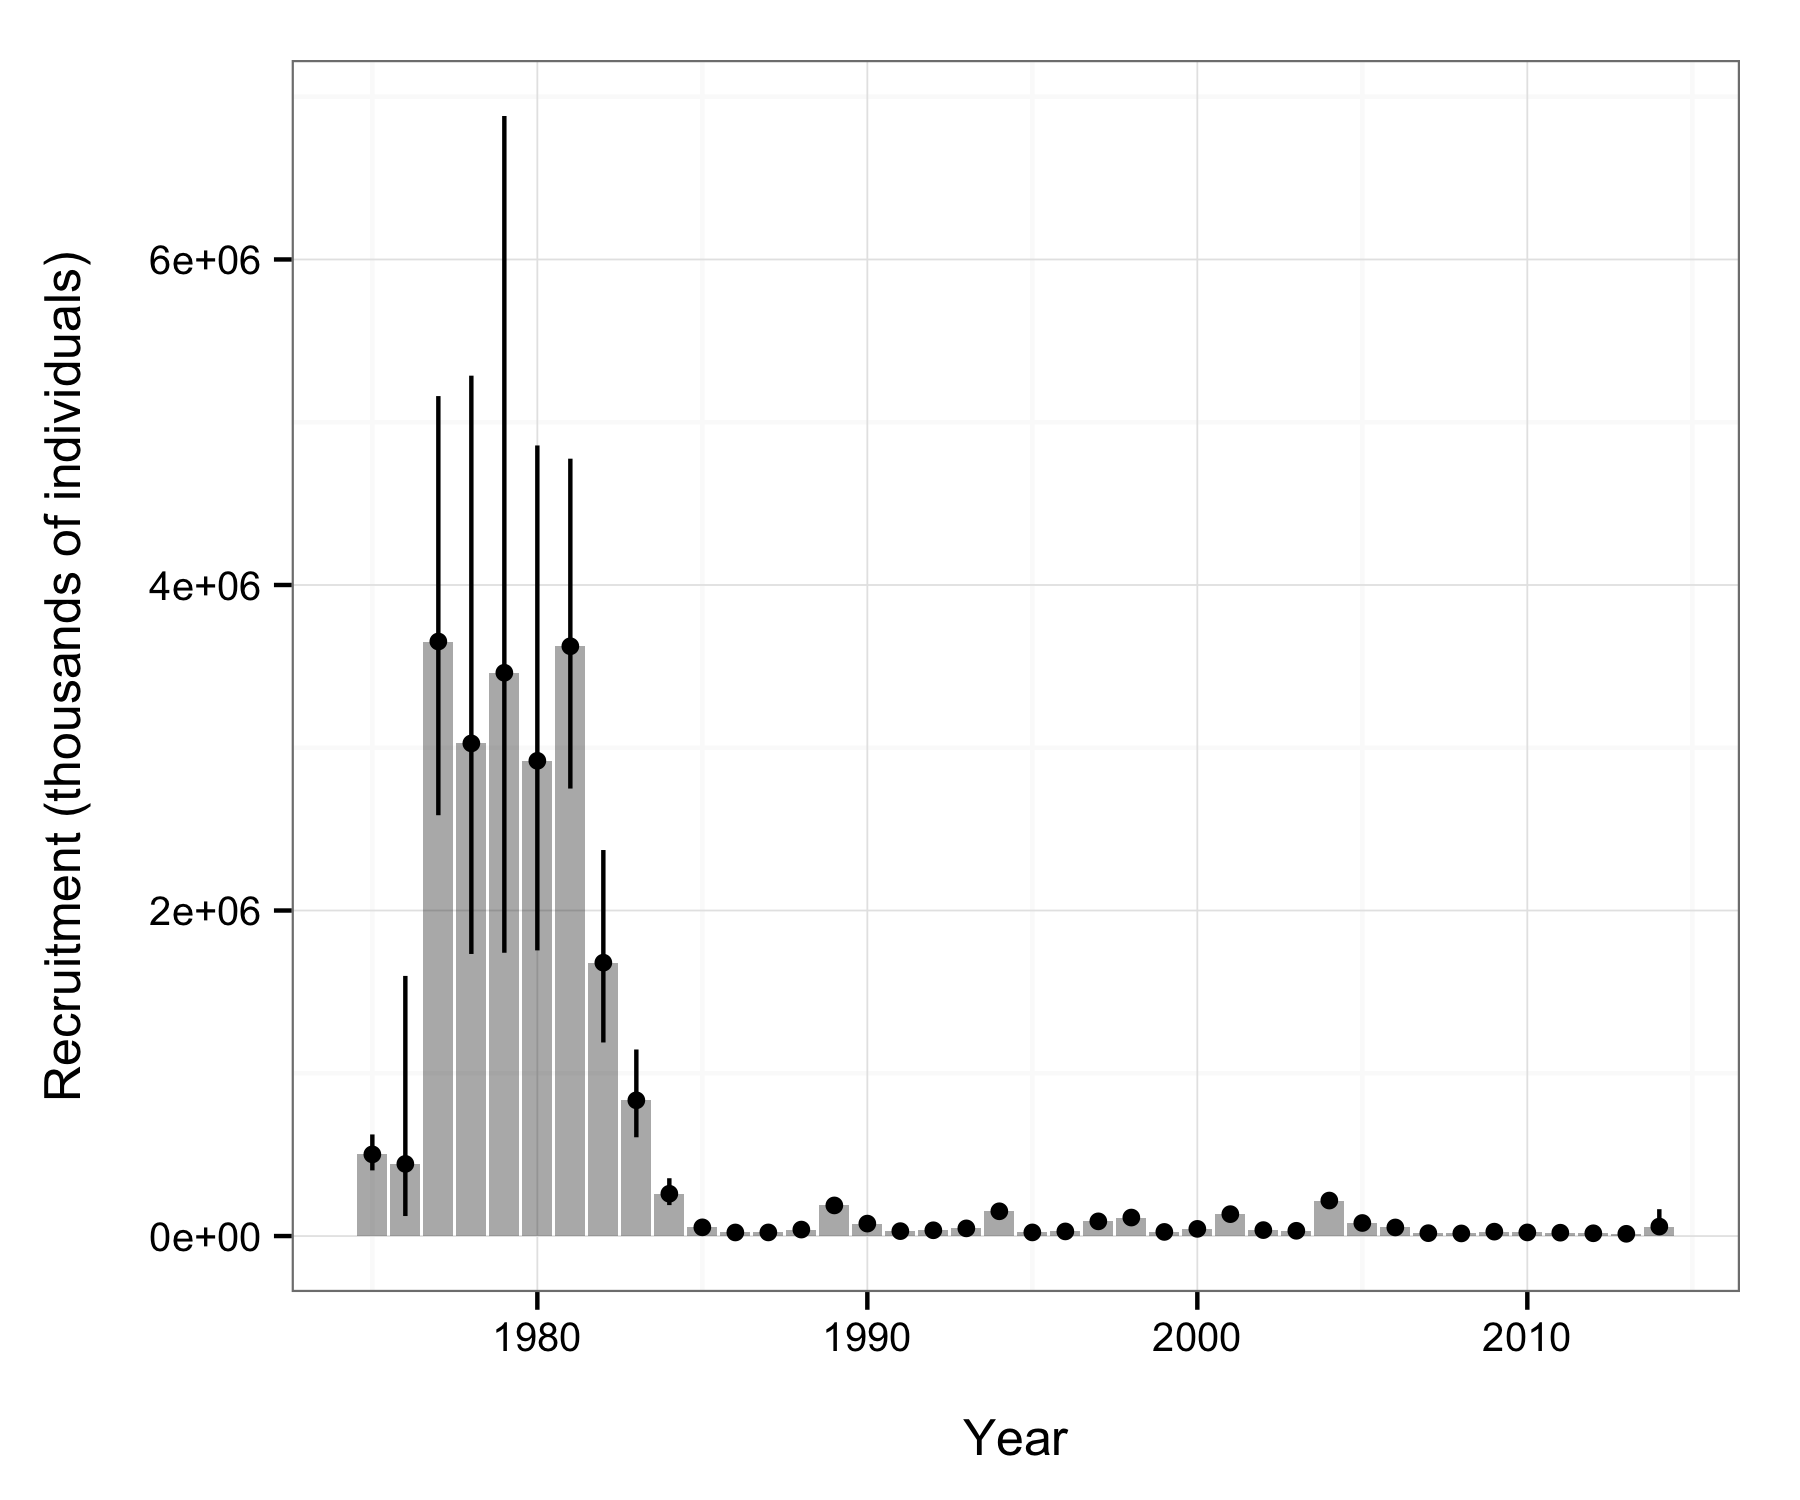 Recruitment (thousands of individuals)
6e+06
4e+06
2e+06
0e+00
1980 1990 2000 2010
Year